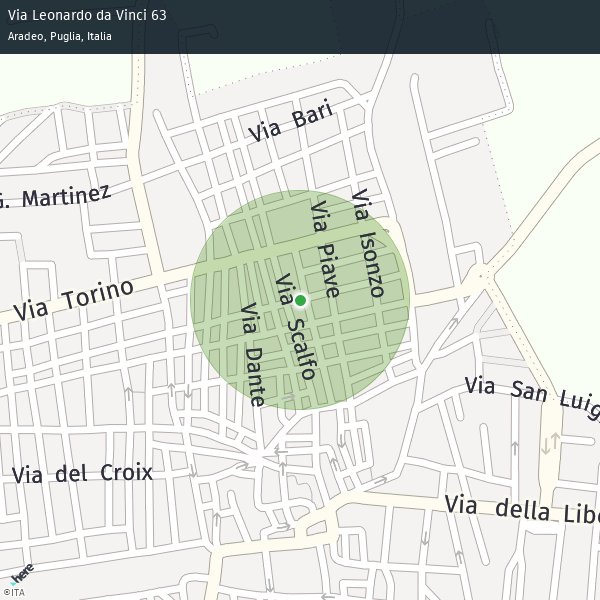 Via Leonardo da Vinci 63
Aradeo, Puglia, Italia
Via Bari
G. Martinez
Via Piave
Via Isonzo
Via Torino
Via Scalfo
Via Dante
Via San Luig
Via del Croix
Via della Libe
here
©ITA